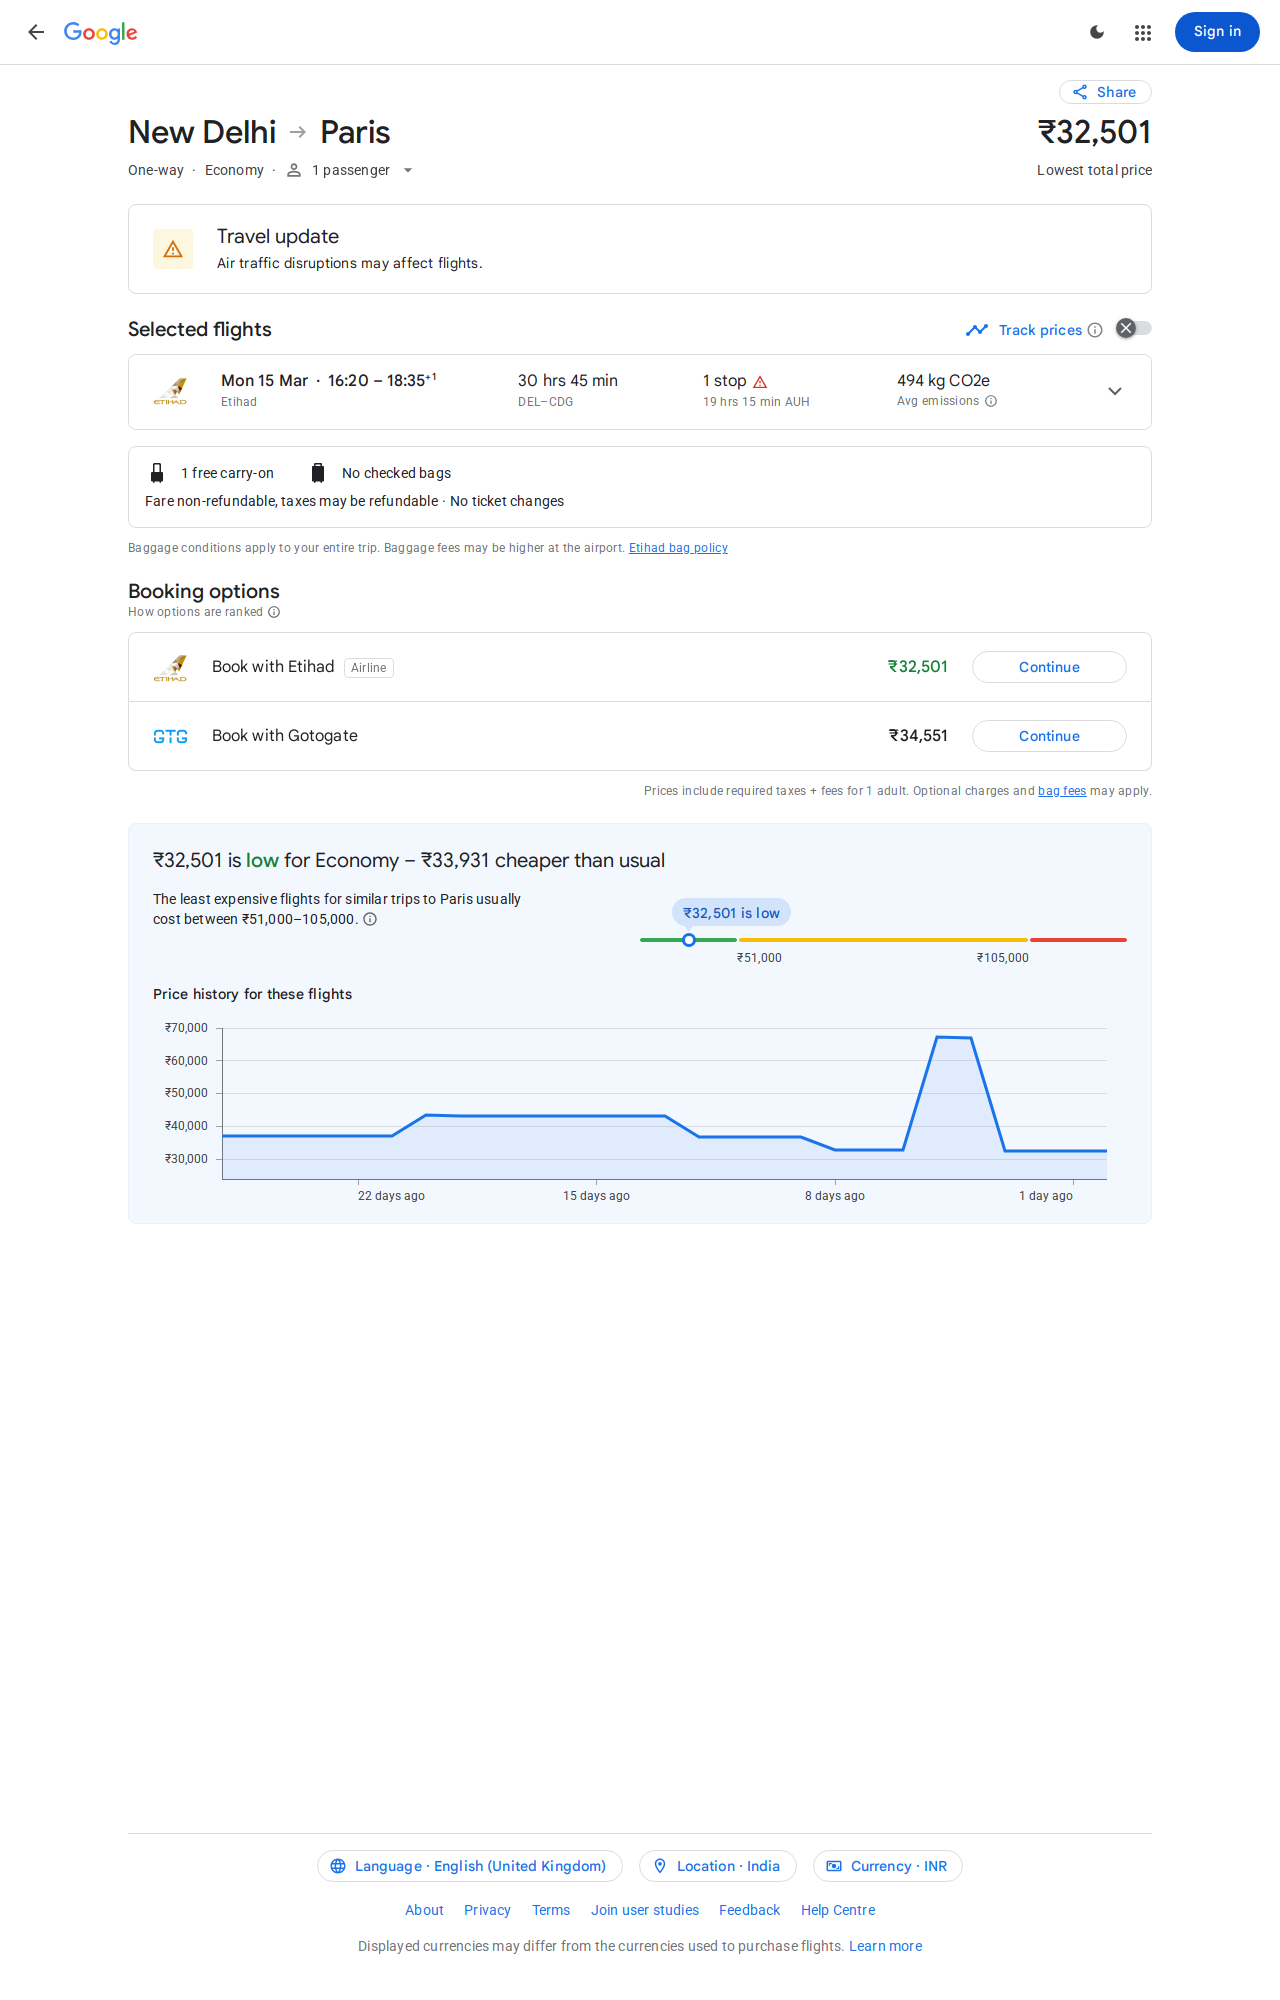 Google
Sign in
Share
New Delhi → Paris
₹32,501
One-way · Economy · 1 passenger
Lowest total price
Travel update
Air traffic disruptions may affect flights.
Selected flights
Track prices
Mon 15 Mar · 16:20 – 18:35+1
30 hrs 45 min
1 stop
494 kg CO2e
ETIHAD
Etihad
DEL–CDG
19 hrs 15 min AUH
Avg emissions
1 free carry-on
No checked bags
Fare non-refundable, taxes may be refundable · No ticket changes
Baggage conditions apply to your entire trip. Baggage fees may be higher at the airport. Etihad bag policy
Booking options
How options are ranked
ETIHAD
Book with Etihad
Airline
₹32,501
Continue
GTG
Book with Gotogate
₹34,551
Continue
Prices include required taxes + fees for 1 adult. Optional charges and bag fees may apply.
₹32,501 is low for Economy – ₹33,931 cheaper than usual
The least expensive flights for similar trips to Paris usually
cost between ₹51,000–105,000.
₹32,501 is low
₹51,000
₹105,000
Price history for these flights
₹70,000
₹60,000
₹50,000
₹40,000
₹30,000
22 days ago
15 days ago
8 days ago
1 day ago
Language · English (United Kingdom)
Location · India
Currency · INR
About
Privacy
Terms
Join user studies
Feedback
Help Centre
Displayed currencies may differ from the currencies used to purchase flights. Learn more